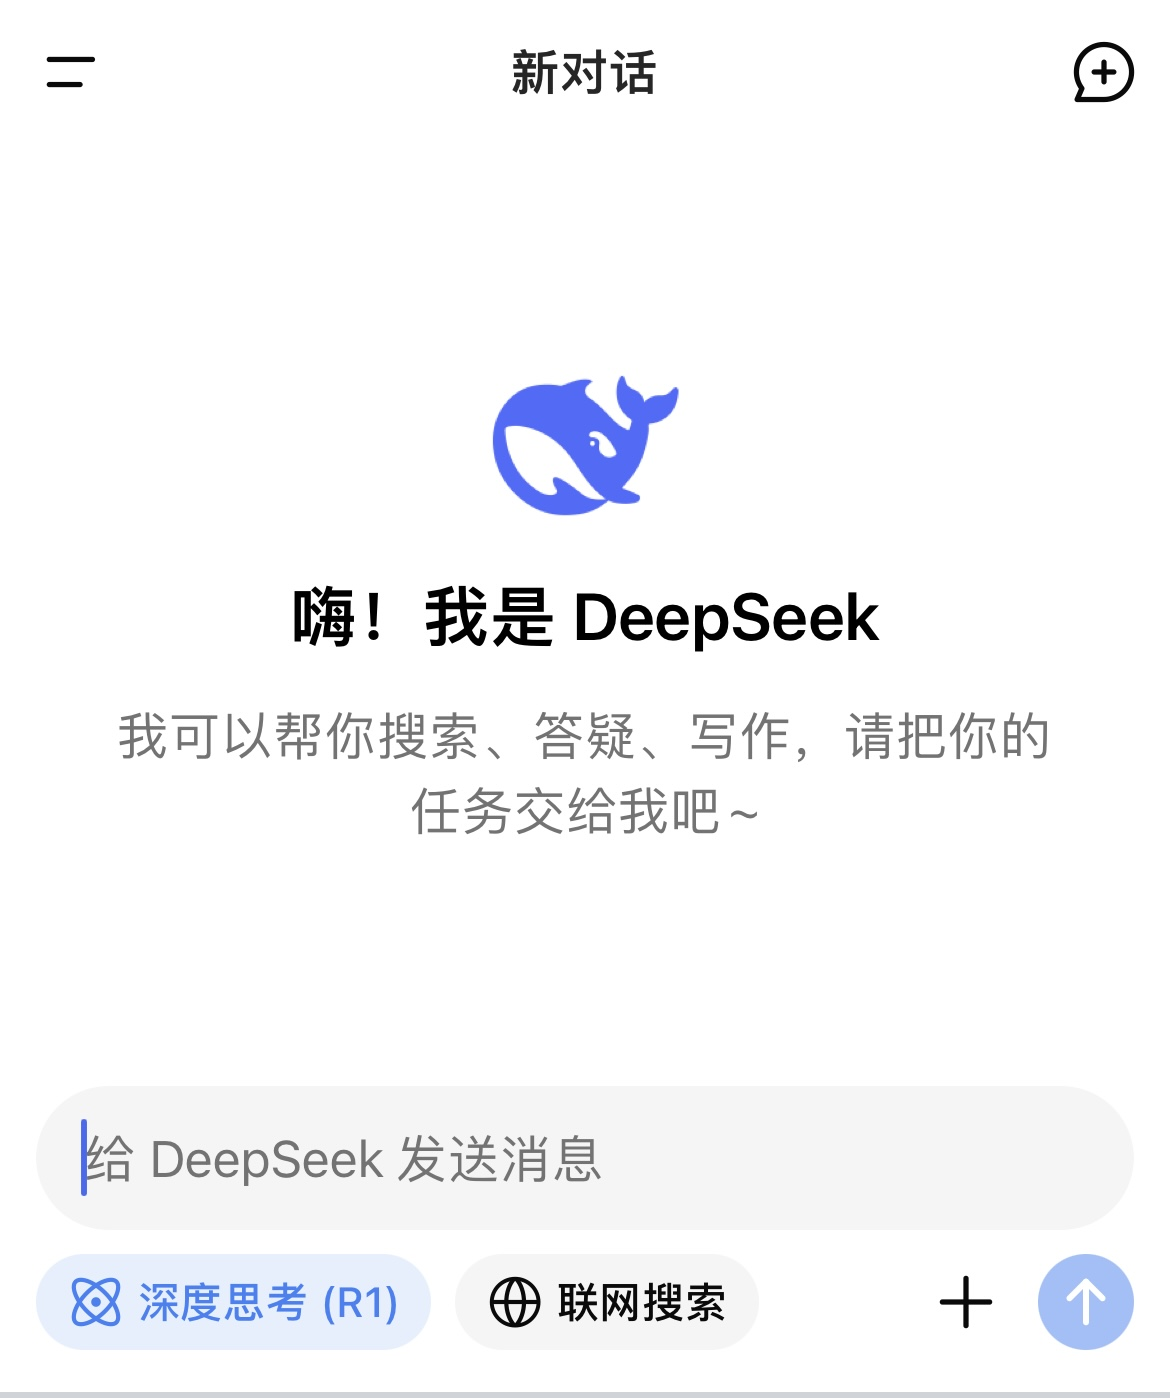 新对话
嗨！我是 DeepSeek
我可以帮你搜索、答疑、写作，请把你的
任务交给我吧～
给 DeepSeek 发送消息
深度思考 (R1)
联网搜索